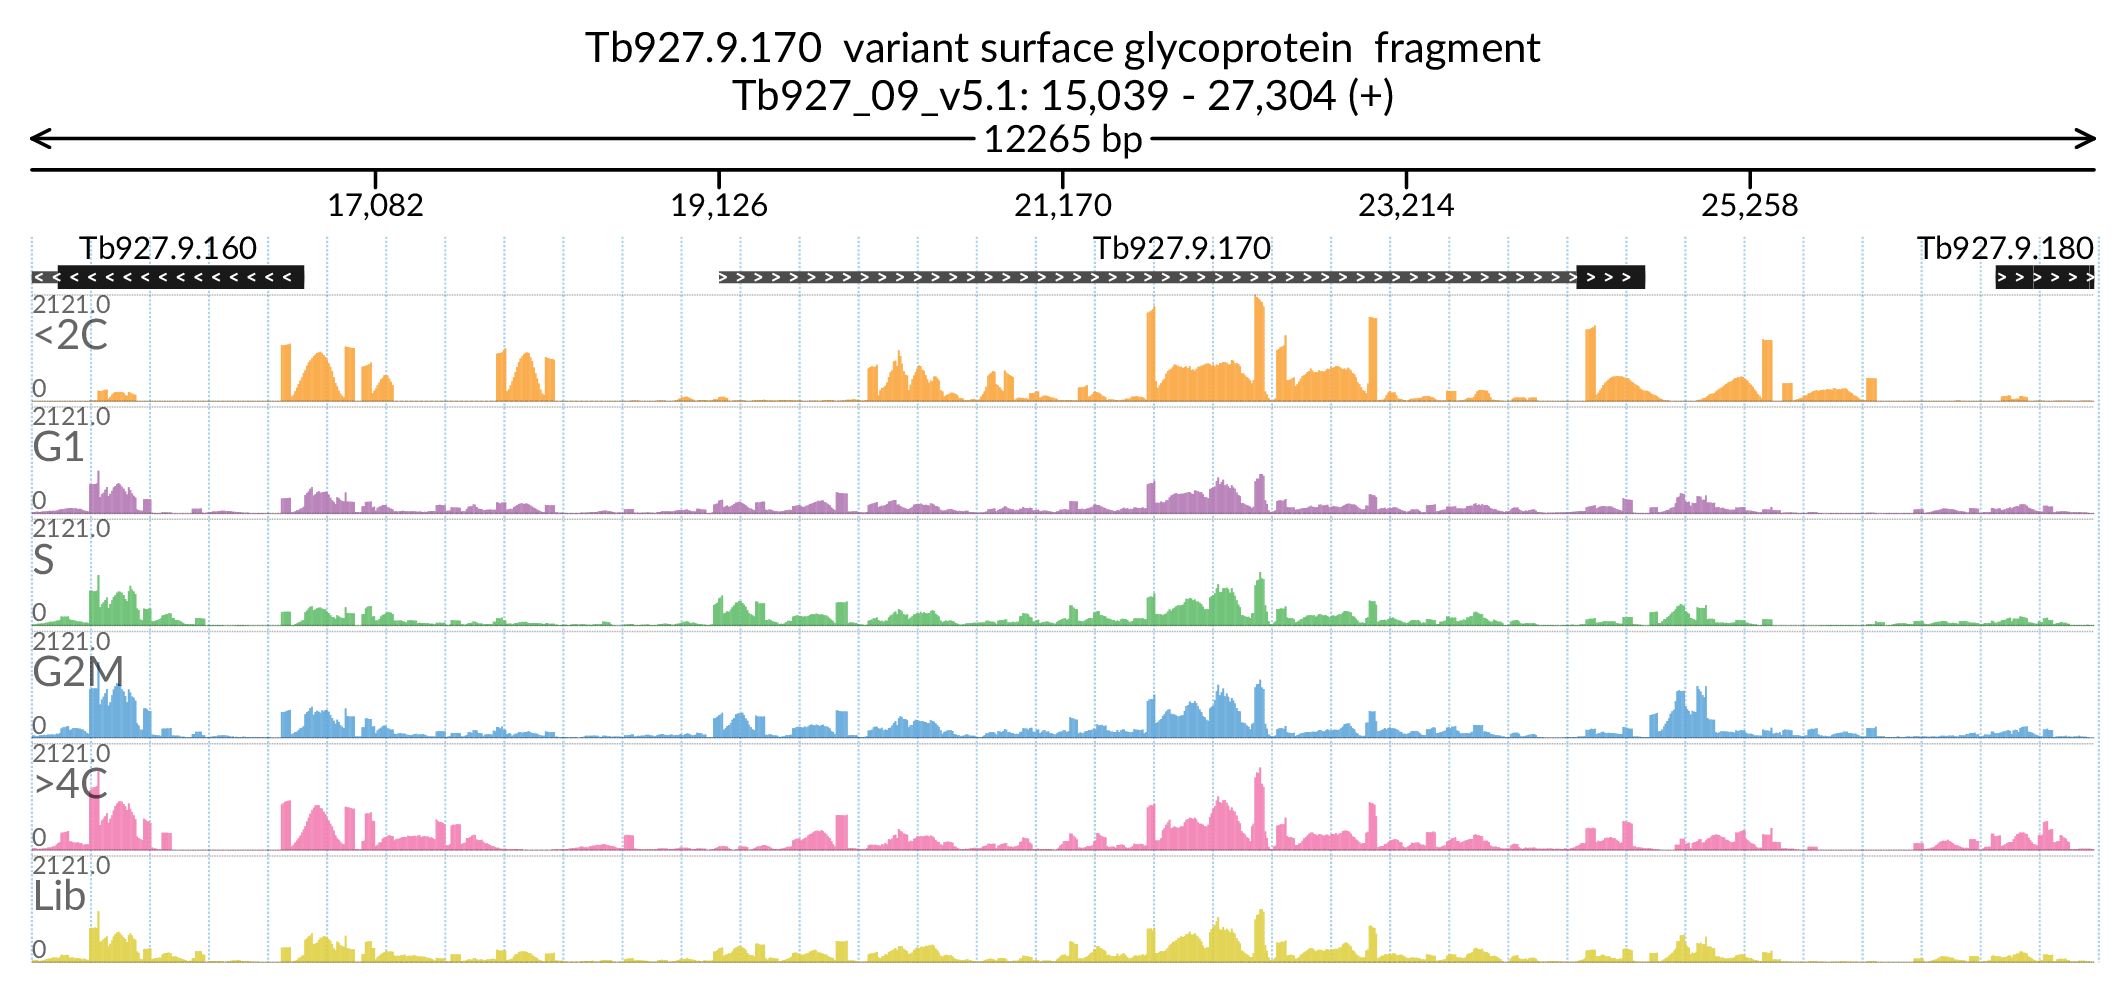 Tb927.9.170  variant surface glycoprotein  fragment
Tb927_09_v5.1: 15,039 - 27,304 (+)
12265 bp
17,082 19,126 21,170 23,214 25,258
Tb927.9.160 Tb927.9.170 Tb927.9.180
2121.0
<2C
0
2121.0
G1
0
2121.0
S
0
2121.0
G2M
0
2121.0
>4C
0
2121.0
Lib
0